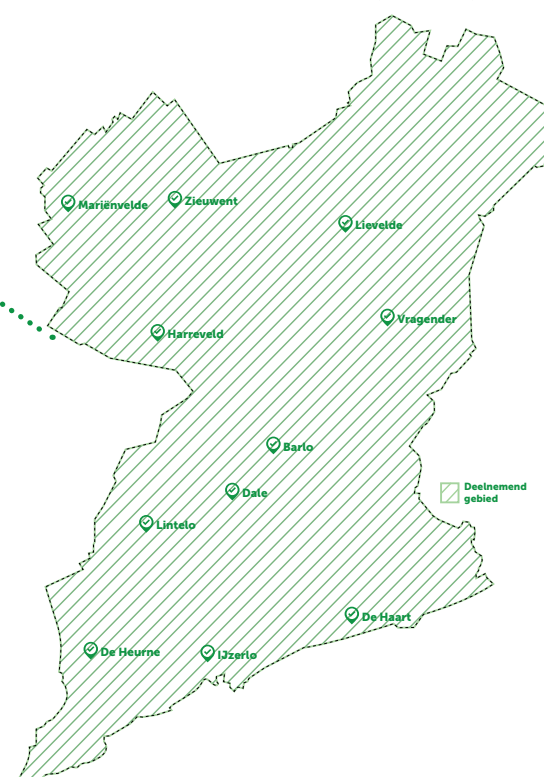 Mariënvelde
Zieuwent
Lievelde
Vragender
Harreveld
Barlo
Dale
Deelnemend
gebied
Lintelo
De Haart
De Heurne
IJzerlo